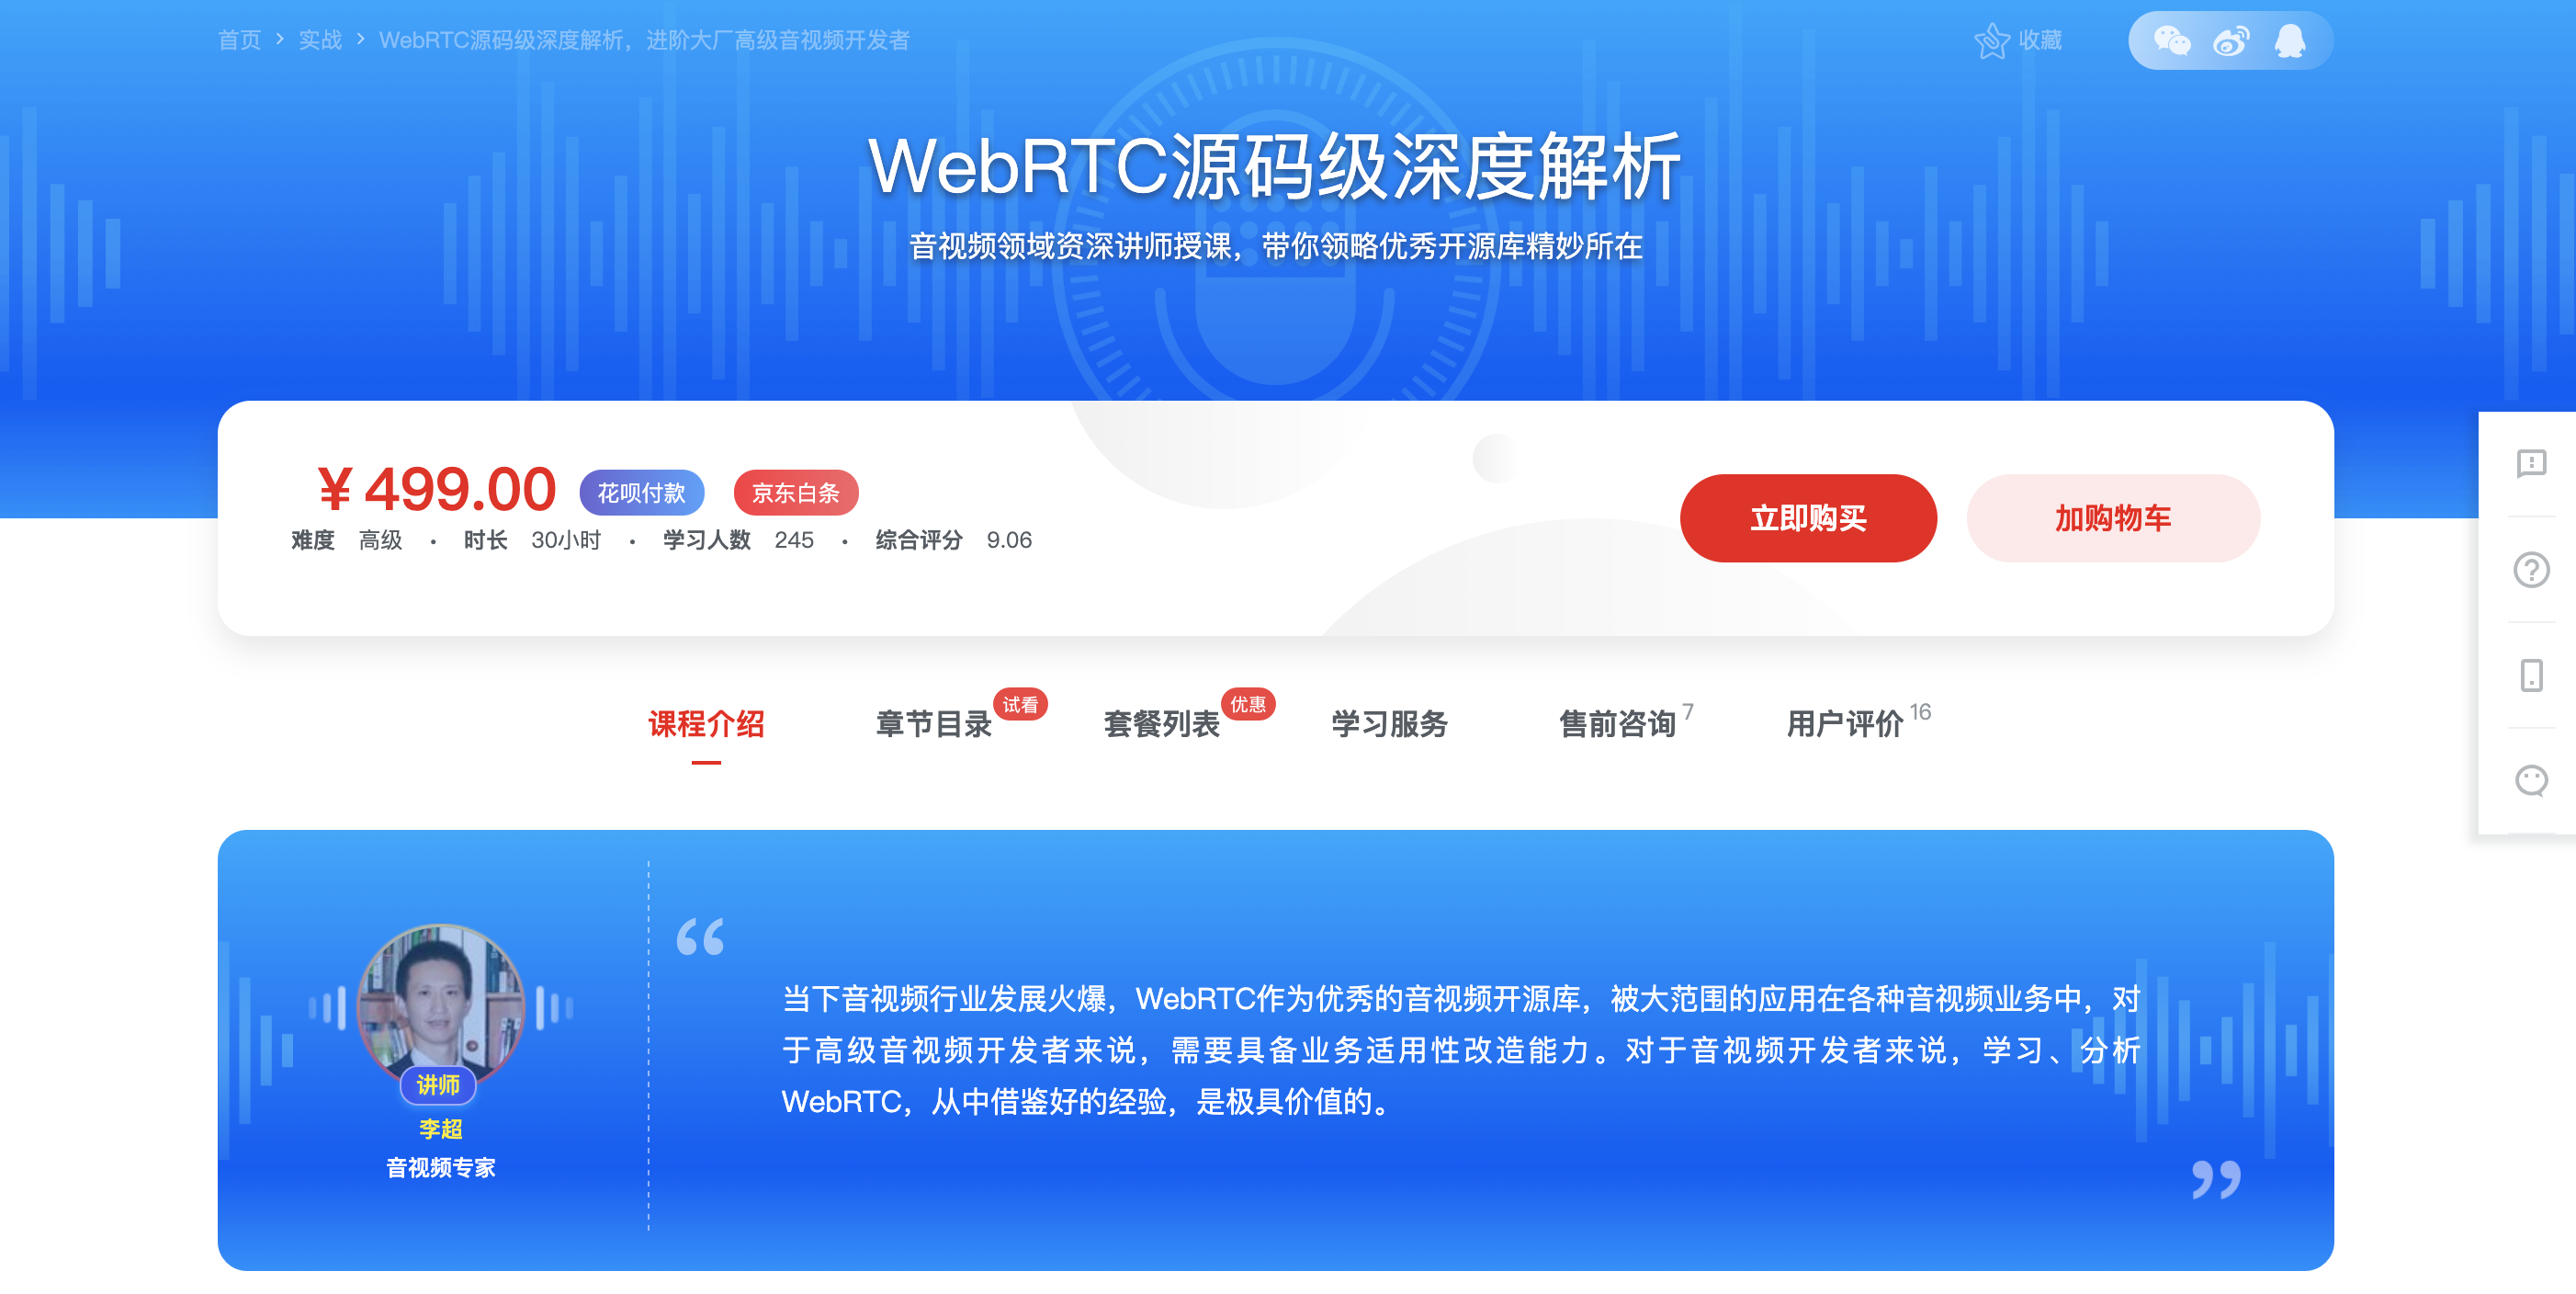 首页 > 实战 > WebRTC源码级深度解析，进阶大厂高级音视频开发者
收藏
WebRTC源码级深度解析
音视频领域资深讲师授课，带你领略优秀开源库精妙所在
¥ 499.00 花呗付款 京东白条
难度 高级 · 时长 30小时 · 学习人数 245 · 综合评分 9.06
立即购买 加购物车
课程介绍 章节目录 试看 套餐列表 优惠 学习服务 售前咨询 7 用户评价 16
讲师
李超
音视频专家
“
当下音视频行业发展火爆，WebRTC作为优秀的音视频开源库，被大范围的应用在各种音视频业务中，对
于高级音视频开发者来说，需要具备业务适用性改造能力。对于音视频开发者来说，学习、分析
WebRTC，从中借鉴好的经验，是极具价值的。
”